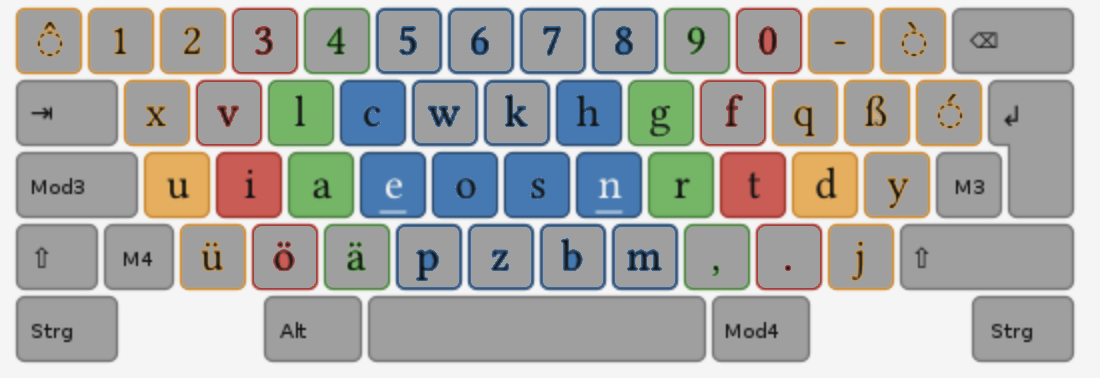 ◌̂ 1 2 3 4 5 6 7 8 9 0 - ◌̀ ⌫
⇥ x v l c w k h g f q ß ◌́ ↲
Mod3 u i a e o s n r t d y M3
⇧ M4 ü ö ä p z b m , . j ⇧
Strg Alt Mod4 Strg